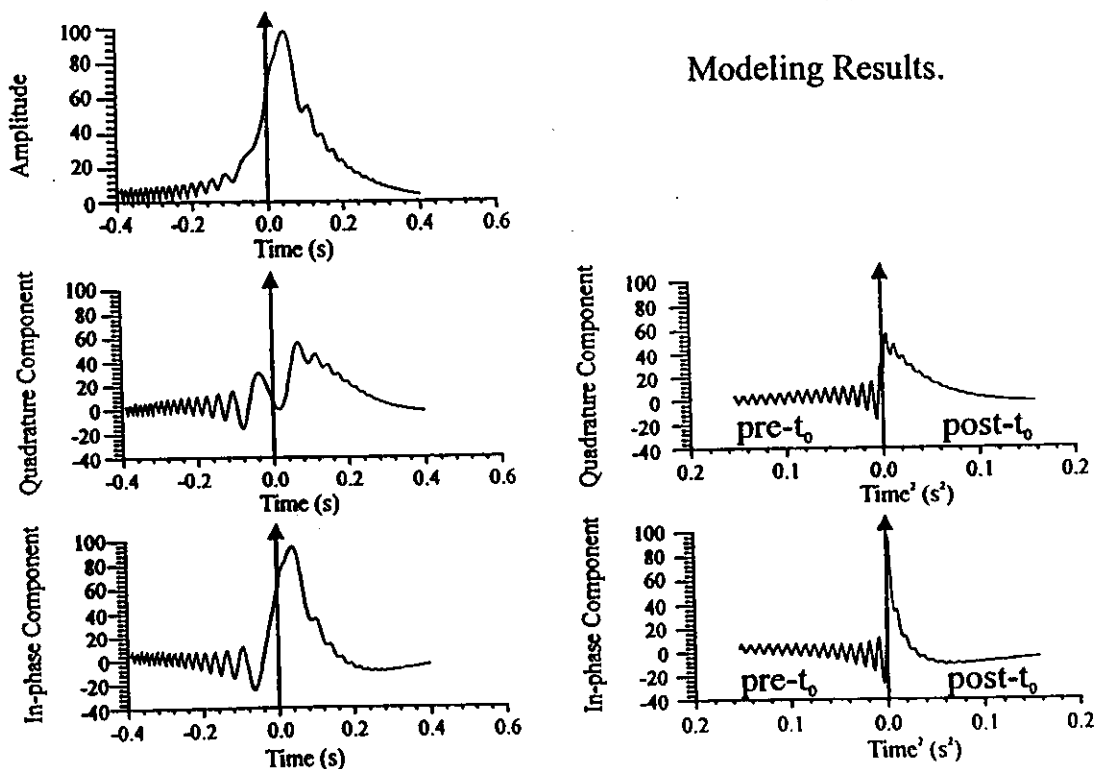 Modeling Results.
Amplitude
100
80
60
40
20
0
-0.4 -0.2 0.0 0.2 0.4 0.6
Time (s)
Quadrature Component
100
80
60
40
20
0
-20
-40
-0.4 -0.2 0.0 0.2 0.4 0.6
Time (s)
Quadrature Component
100
80
60
40
20
0
-20
-40
pre-t₀ post-t₀
0.2 0.1 0.0 0.1 0.2
Time² (s²)
In-phase Component
100
80
60
40
20
0
-20
-40
-0.4 -0.2 0.0 0.2 0.4 0.6
Time (s)
In-phase Component
100
80
60
40
20
0
-20
-40
pre-t₀ post-t₀
0.2 0.1 0.0 0.1 0.2
Time² (s²)